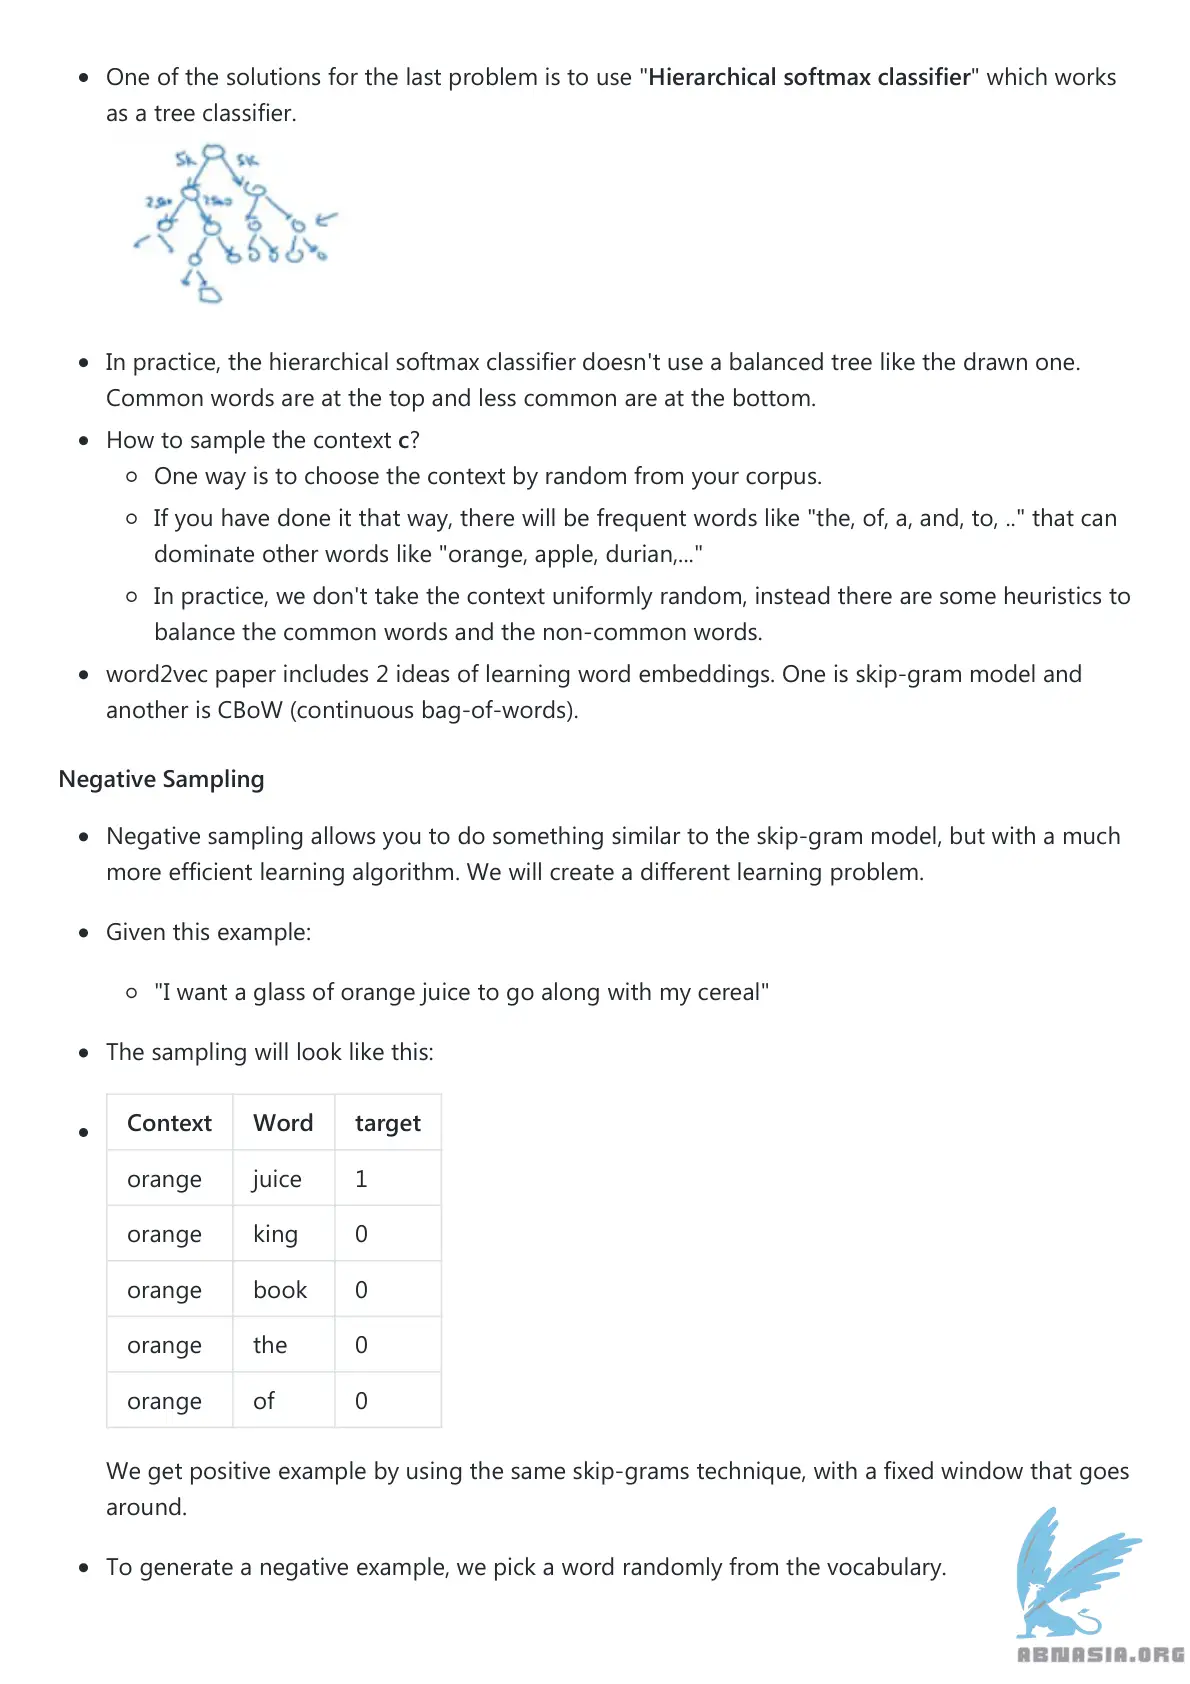 One of the solutions for the last problem is to use "Hierarchical softmax classifier" which works
as a tree classifier.
5k 5k
2500 2500
In practice, the hierarchical softmax classifier doesn't use a balanced tree like the drawn one.
Common words are at the top and less common are at the bottom.
How to sample the context c?
One way is to choose the context by random from your corpus.
If you have done it that way, there will be frequent words like "the, of, a, and, to, .." that can
dominate other words like "orange, apple, durian,..."
In practice, we don't take the context uniformly random, instead there are some heuristics to
balance the common words and the non-common words.
word2vec paper includes 2 ideas of learning word embeddings. One is skip-gram model and
another is CBoW (continuous bag-of-words).
Negative Sampling
Negative sampling allows you to do something similar to the skip-gram model, but with a much
more efficient learning algorithm. We will create a different learning problem.
Given this example:
"I want a glass of orange juice to go along with my cereal"
The sampling will look like this:
Context Word target
orange juice 1
orange king 0
orange book 0
orange the 0
orange of 0
We get positive example by using the same skip-grams technique, with a fixed window that goes
around.
To generate a negative example, we pick a word randomly from the vocabulary.
ABNASIA.ORG